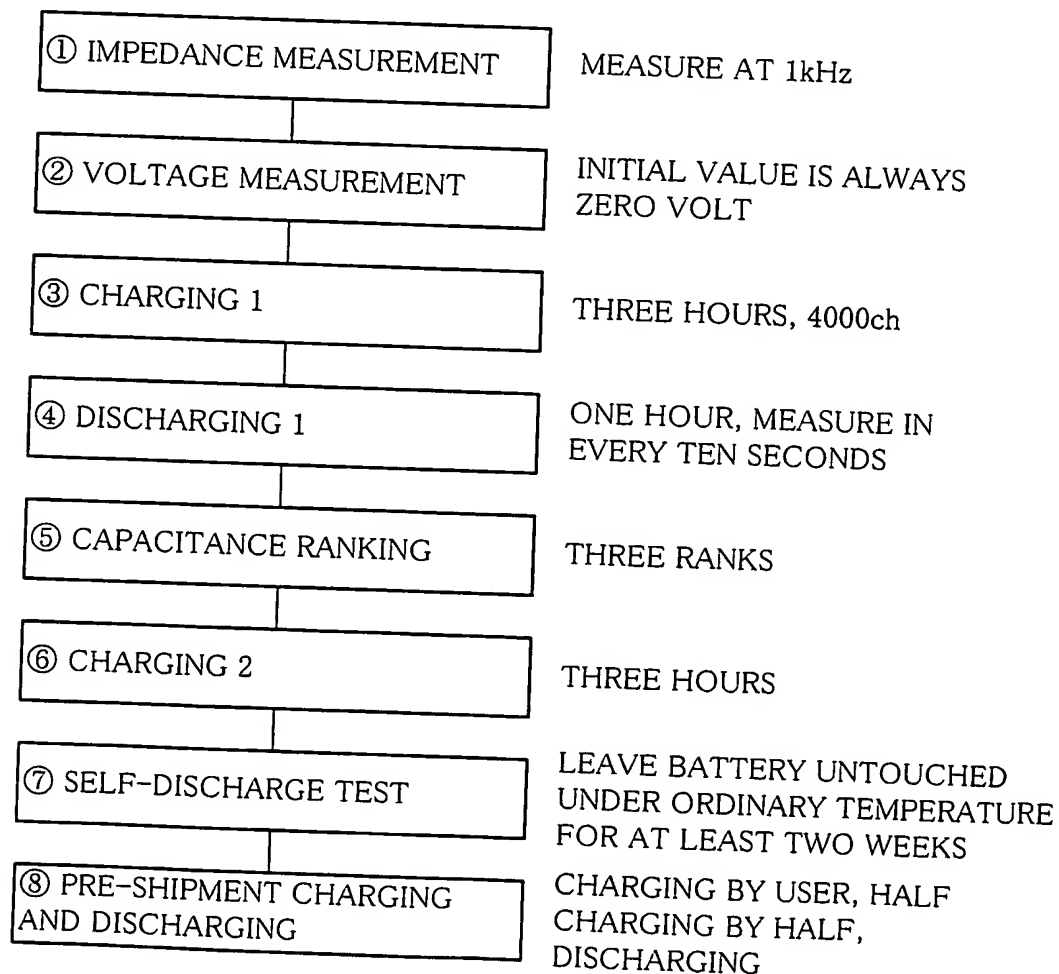 ① IMPEDANCE MEASUREMENT
MEASURE AT 1kHz
② VOLTAGE MEASUREMENT
INITIAL VALUE IS ALWAYS
ZERO VOLT
③ CHARGING 1
THREE HOURS, 4000ch
④ DISCHARGING 1
ONE HOUR, MEASURE IN
EVERY TEN SECONDS
⑤ CAPACITANCE RANKING
THREE RANKS
⑥ CHARGING 2
THREE HOURS
⑦ SELF-DISCHARGE TEST
LEAVE BATTERY UNTOUCHED
UNDER ORDINARY TEMPERATURE
FOR AT LEAST TWO WEEKS
⑧ PRE-SHIPMENT CHARGING
AND DISCHARGING
CHARGING BY USER, HALF
CHARGING BY HALF,
DISCHARGING